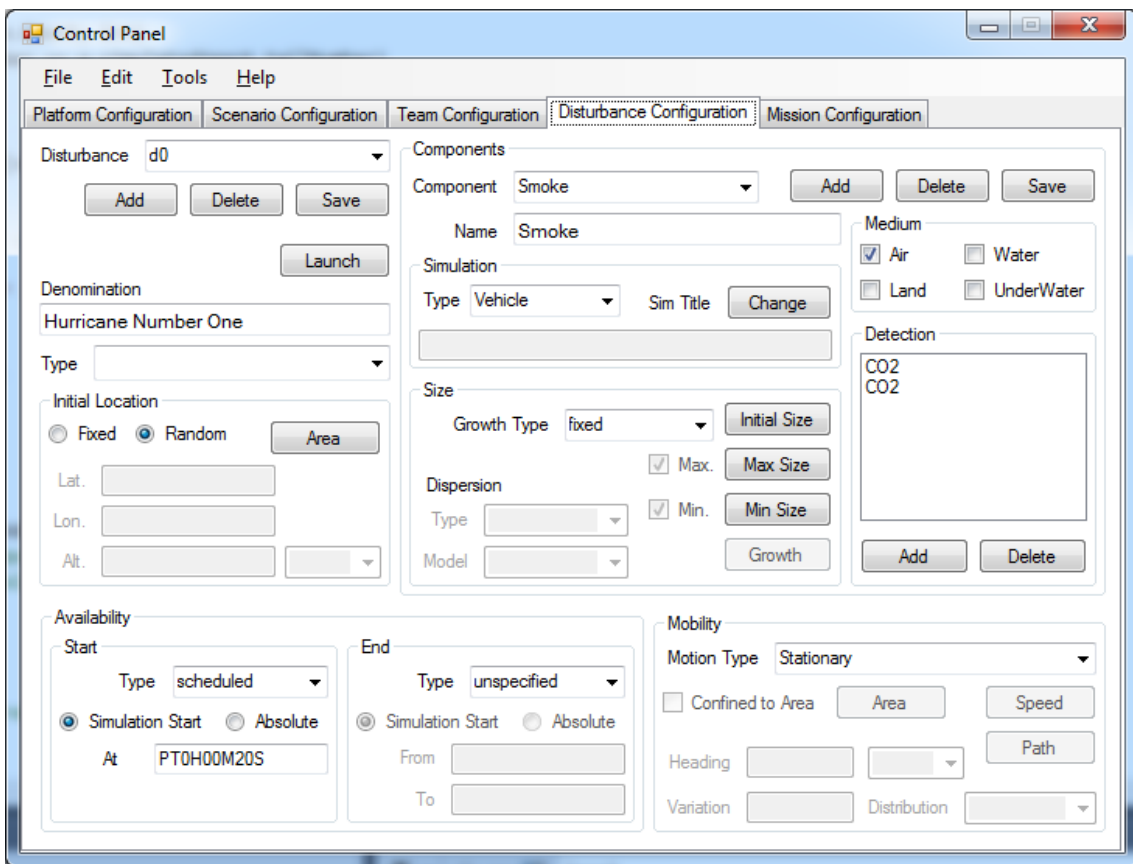 Control Panel
File Edit Tools Help
Platform Configuration Scenario Configuration Team Configuration Disturbance Configuration Mission Configuration
Disturbance d0
Add Delete Save
Launch
Denomination
Hurricane Number One
Type
Initial Location
Fixed Random Area
Lat.
Lon.
Alt.
Components
Component Smoke Add Delete Save
Name Smoke
Simulation
Type Vehicle Sim Title Change
Size
Growth Type fixed Initial Size
Max. Max Size
Dispersion
Type Min. Min Size
Model Growth
Medium
Air Water
Land UnderWater
Detection
CO2
CO2
Add Delete
Availability
Start
Type scheduled
Simulation Start Absolute
At PT0H00M20S
End
Type unspecified
Simulation Start Absolute
From
To
Mobility
Motion Type Stationary
Confined to Area Area Speed
Path
Heading
Variation Distribution